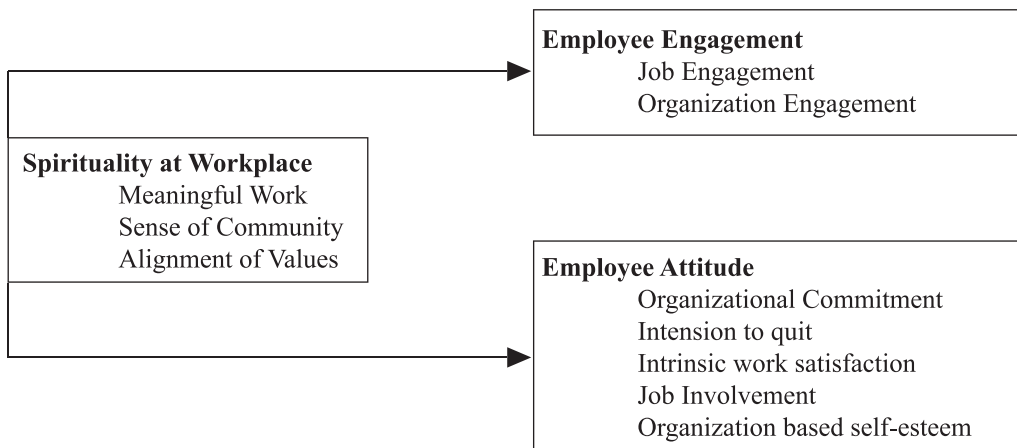 Employee Engagement
Job Engagement
Organization Engagement
Spirituality at Workplace
Meaningful Work
Sense of Community
Alignment of Values
Employee Attitude
Organizational Commitment
Intension to quit
Intrinsic work satisfaction
Job Involvement
Organization based self-esteem